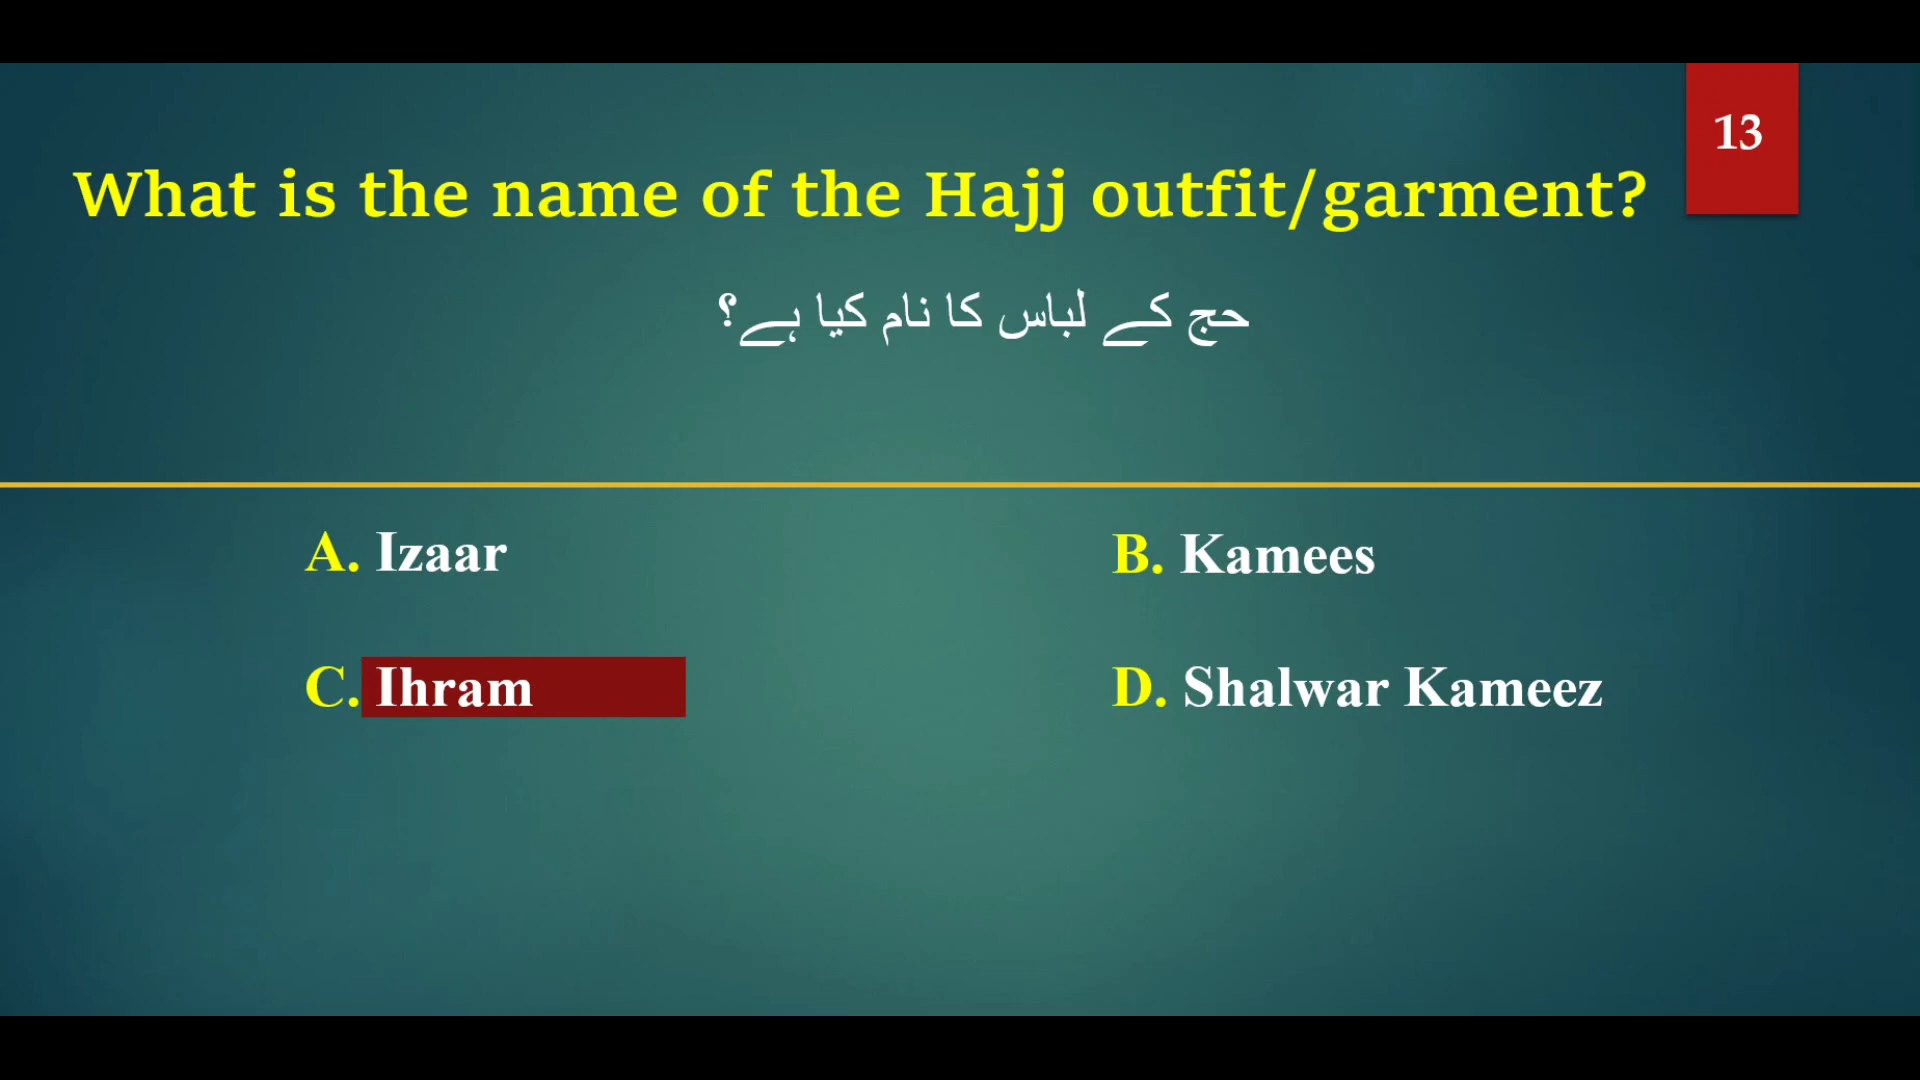 13
What is the name of the Hajj outfit/garment?
حج کے لباس کا نام کیا ہے؟
A. Izaar
B. Kamees
C. Ihram
D. Shalwar Kameez